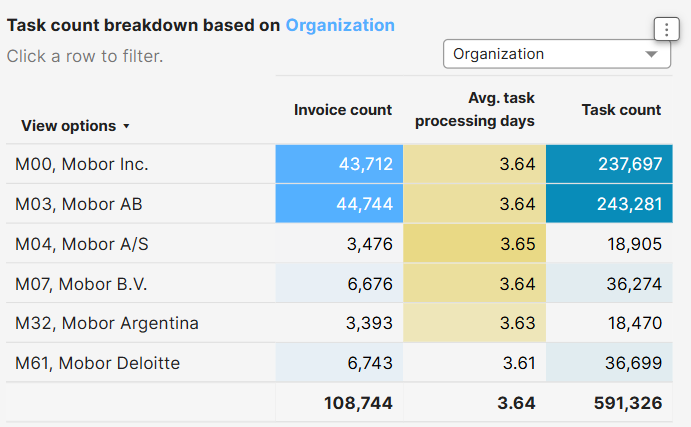 Task count breakdown based on Organization
Click a row to filter.
Organization
View options
Invoice count
Avg. task
processing days
Task count
M00, Mobor Inc. 43,712 3.64 237,697
M03, Mobor AB 44,744 3.64 243,281
M04, Mobor A/S 3,476 3.65 18,905
M07, Mobor B.V. 6,676 3.64 36,274
M32, Mobor Argentina 3,393 3.63 18,470
M61, Mobor Deloitte 6,743 3.61 36,699
108,744 3.64 591,326